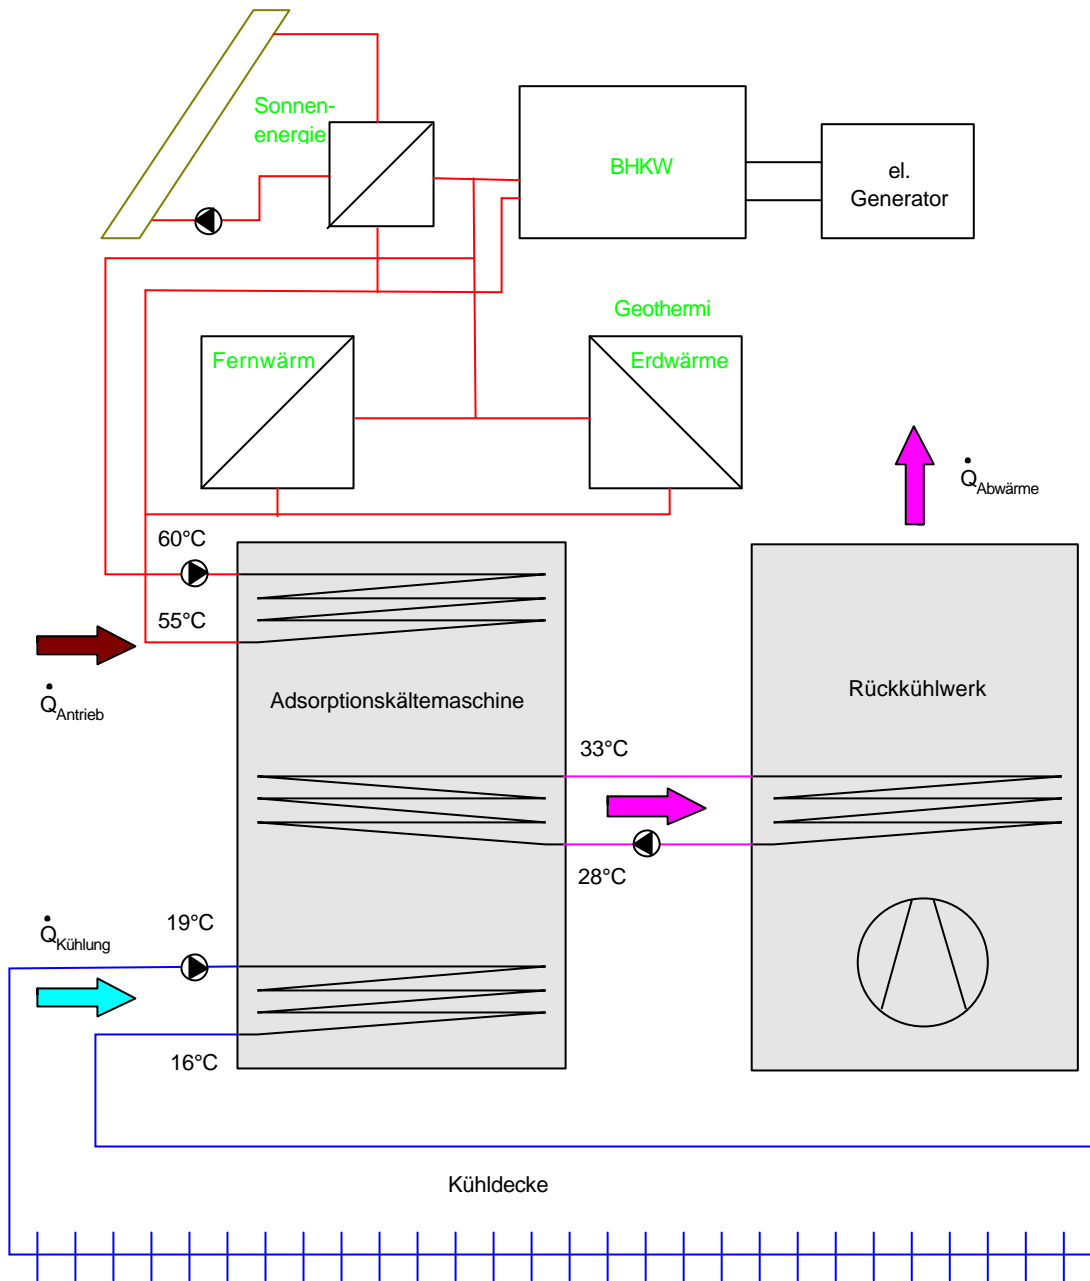 Sonnen-
energie
BHKW
el.
Generator
Geothermi
Fernwärm
Erdwärme
Q̇Abwärme
60°C
55°C
Q̇Antrieb
Adsorptionskältemaschine
Rückkühlwerk
33°C
28°C
19°C
Q̇Kühlung
16°C
Kühldecke